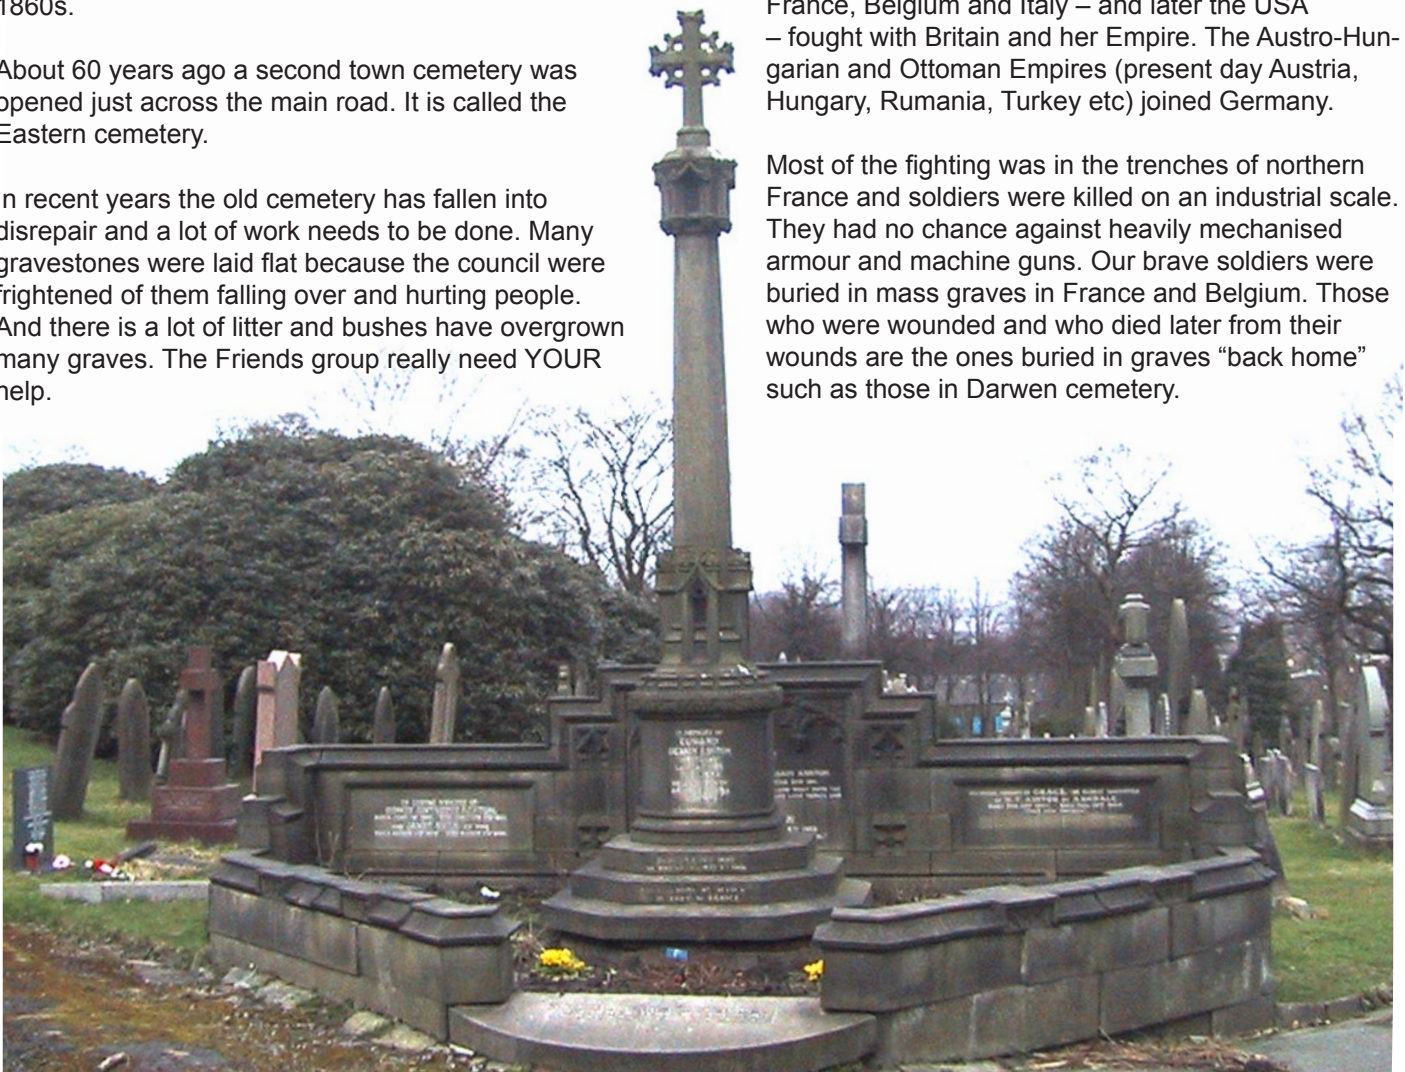 1860s.
About 60 years ago a second town cemetery was
opened just across the main road. It is called the
Eastern cemetery.
In recent years the old cemetery has fallen into
disrepair and a lot of work needs to be done. Many
gravestones were laid flat because the council were
frightened of them falling over and hurting people.
And there is a lot of litter and bushes have overgrown
many graves. The Friends group really need YOUR
help.
France, Belgium and Italy – and later the USA
– fought with Britain and her Empire. The Austro-Hun-
garian and Ottoman Empires (present day Austria,
Hungary, Rumania, Turkey etc) joined Germany.
Most of the fighting was in the trenches of northern
France and soldiers were killed on an industrial scale.
They had no chance against heavily mechanised
armour and machine guns. Our brave soldiers were
buried in mass graves in France and Belgium. Those
who were wounded and who died later from their
wounds are the ones buried in graves “back home”
such as those in Darwen cemetery.
IN MEMORY OF
EDWARD
ASHTON
GRACE
ASHTON